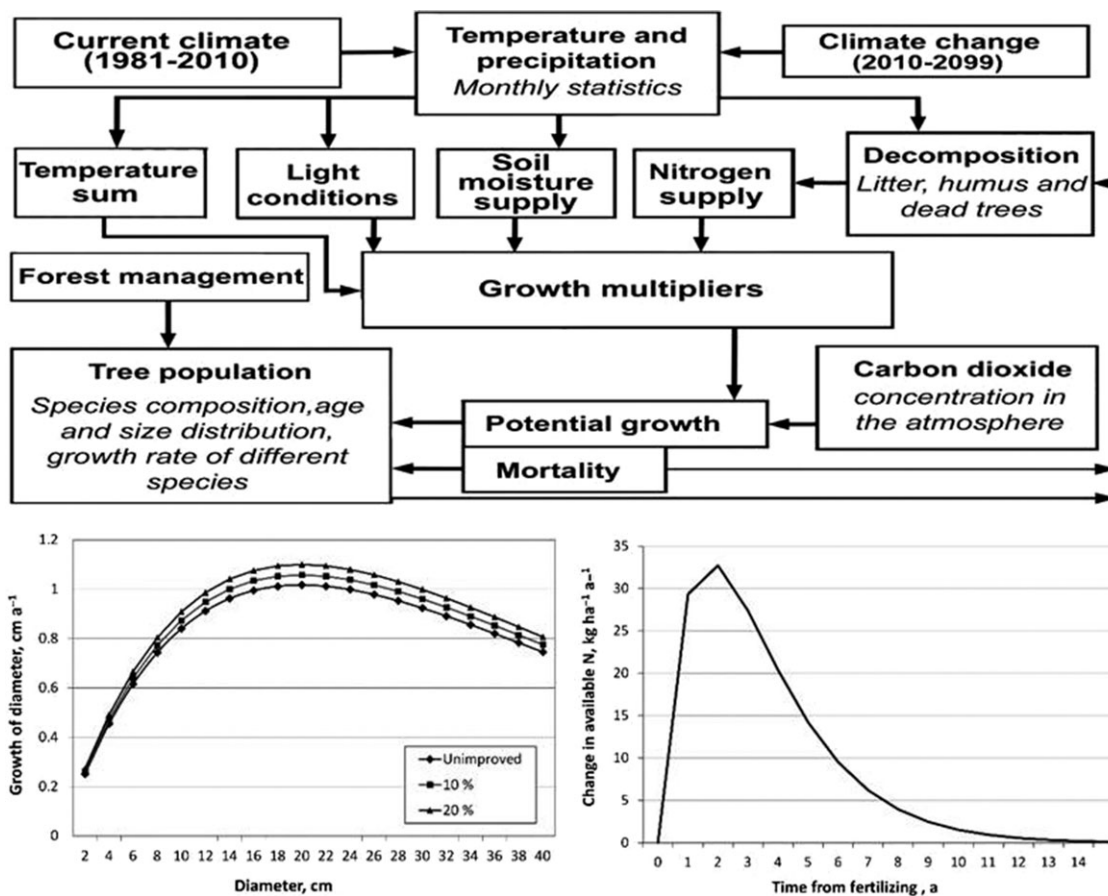 Current climate
(1981-2010)
Temperature and
precipitation
Monthly statistics
Climate change
(2010-2099)
Temperature
sum
Light
conditions
Soil
moisture
supply
Nitrogen
supply
Decomposition
Litter, humus and
dead trees
Forest management
Growth multipliers
Tree population
Species composition,age
and size distribution,
growth rate of different
species
Potential growth
Mortality
Carbon dioxide
concentration in
the atmosphere
Growth of diameter, cm a⁻¹
1.2
1
0.8
0.6
0.4
0.2
0
2 4 6 8 10 12 14 16 18 20 22 24 26 28 30 32 34 36 38 40
Diameter, cm
Unimproved
10 %
20 %
Change in available N, kg ha⁻¹ a⁻¹
35
30
25
20
15
10
5
0
0 1 2 3 4 5 6 7 8 9 10 11 12 13 14
Time from fertilizing , a